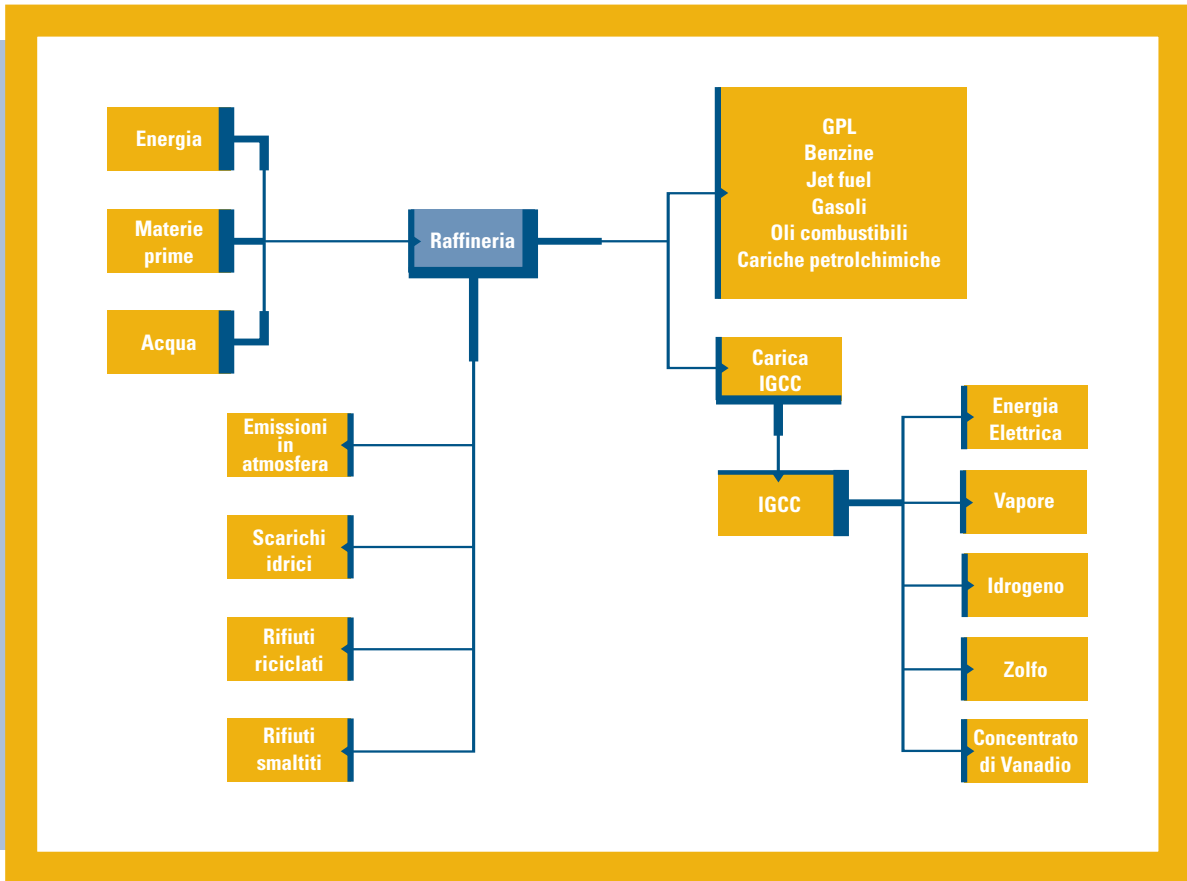 Energia
Materie
prime
Acqua
Raffineria
GPL
Benzine
Jet fuel
Gasoli
Oli combustibili
Cariche petrolchimiche
Carica
IGCC
IGCC
Emissioni
in
atmosfera
Scarichi
idrici
Rifiuti
riciclati
Rifiuti
smaltiti
Energia
Elettrica
Vapore
Idrogeno
Zolfo
Concentrato
di Vanadio